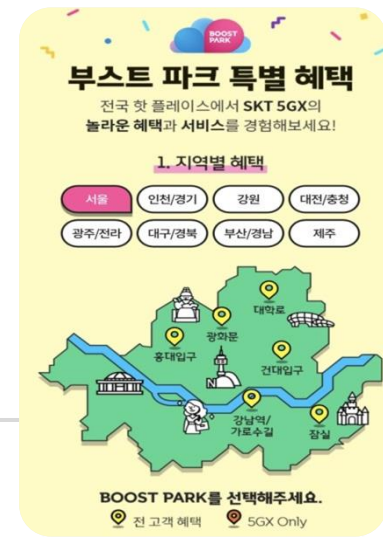 BOOST
PARK
부스트 파크 특별 혜택
전국 핫 플레이스에서 SKT 5GX의
놀라운 혜택과 서비스를 경험해보세요!
1. 지역별 혜택
서울 인천/경기 강원 대전/충청
광주/전라 대구/경북 부산/경남 제주
대학로
광화문
홍대입구
건대입구
강남역/
가로수길
잠실
BOOST PARK를 선택해주세요.
전 고객 혜택 5GX Only